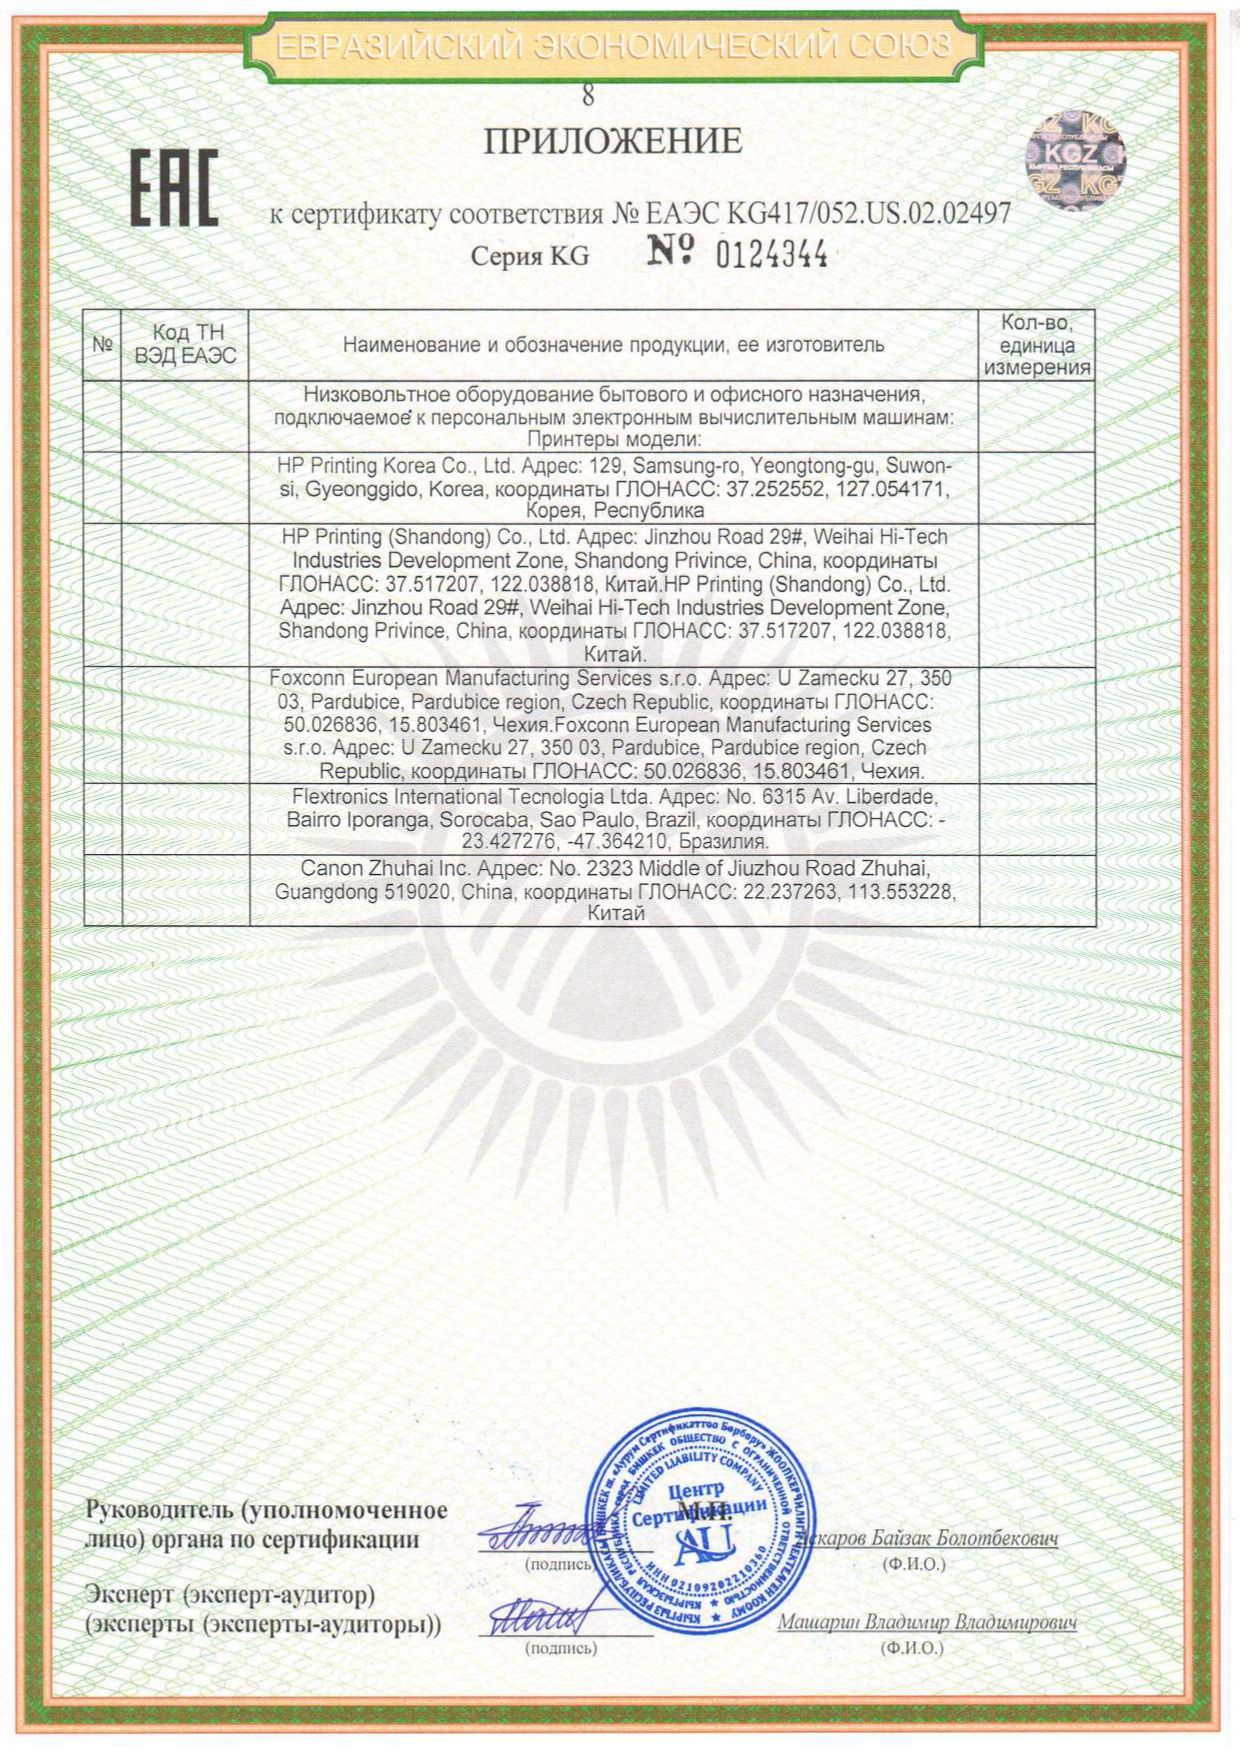 ЕВРАЗИЙСКИЙ ЭКОНОМИЧЕСКИЙ СОЮЗ
8
ПРИЛОЖЕНИЕ
EAC
KGZ
к сертификату соответствия № ЕАЭС KG417/052.US.02.02497
Серия KG № 0124344
№
Код ТН
ВЭД ЕАЭС
Наименование и обозначение продукции, ее изготовитель
Кол-во,
единица
измерения
Низковольтное оборудование бытового и офисного назначения,
подключаемое к персональным электронным вычислительным машинам:
Принтеры модели:
HP Printing Korea Co., Ltd. Адрес: 129, Samsung-ro, Yeongtong-gu, Suwon-
si, Gyeonggido, Korea, координаты ГЛОНАСС: 37.252552, 127.054171,
Корея, Республика
HP Printing (Shandong) Co., Ltd. Адрес: Jinzhou Road 29#, Weihai Hi-Tech
Industries Development Zone, Shandong Privince, China, координаты
ГЛОНАСС: 37.517207, 122.038818, Китай.HP Printing (Shandong) Co., Ltd.
Адрес: Jinzhou Road 29#, Weihai Hi-Tech Industries Development Zone,
Shandong Privince, China, координаты ГЛОНАСС: 37.517207, 122.038818,
Китай.
Foxconn European Manufacturing Services s.r.o. Адрес: U Zamecku 27, 350
03, Pardubice, Pardubice region, Czech Republic, координаты ГЛОНАСС:
50.026836, 15.803461, Чехия.Foxconn European Manufacturing Services
s.r.o. Адрес: U Zamecku 27, 350 03, Pardubice, Pardubice region, Czech
Republic, координаты ГЛОНАСС: 50.026836, 15.803461, Чехия.
Flextronics International Tecnologia Ltda. Адрес: No. 6315 Av. Liberdade,
Bairro Iporanga, Sorocaba, Sao Paulo, Brazil, координаты ГЛОНАСС: -
23.427276, -47.364210, Бразилия.
Canon Zhuhai Inc. Адрес: No. 2323 Middle of Jiuzhou Road Zhuhai,
Guangdong 519020, China, координаты ГЛОНАСС: 22.237263, 113.553228,
Китай
Руководитель (уполномоченное
лицо) органа по сертификации
(подпись)
LIMITED LIABILITY COMPANY
Центр
Сертификации
М.П.
AU
ИНН 02109202210360
Аскаров Байзак Болотбекович
(Ф.И.О.)
Эксперт (эксперт-аудитор)
(эксперты (эксперты-аудиторы))
(подпись)
Машарин Владимир Владимирович
(Ф.И.О.)